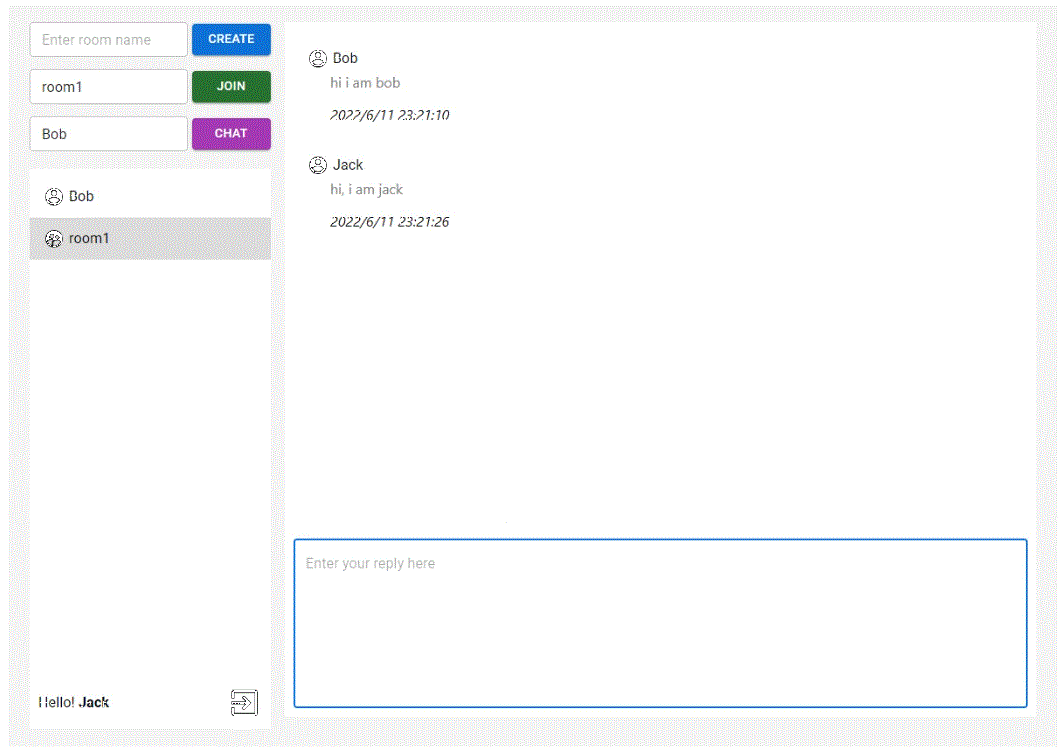 Enter room name
CREATE
room1
JOIN
Bob
CHAT
Bob
room1
Hello! Jack
Bob
hi i am bob
2022/6/11 23:21:10
Jack
hi, i am jack
2022/6/11 23:21:26
Enter your reply here